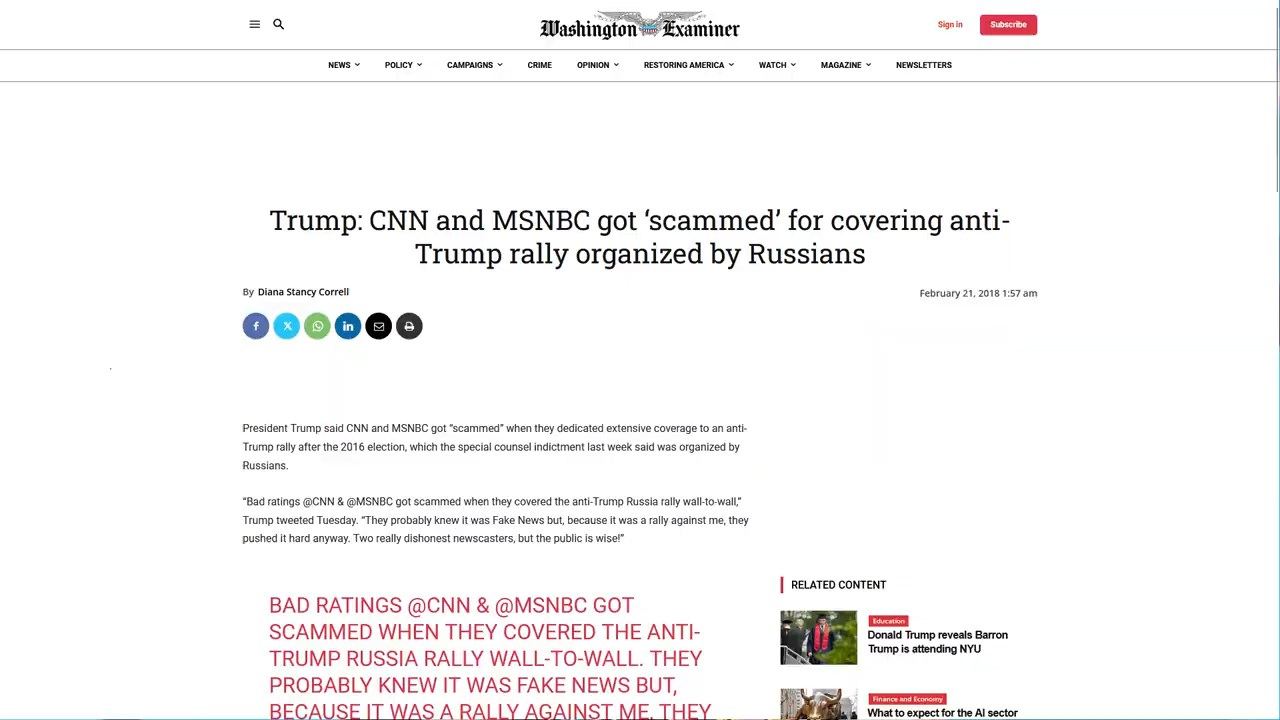 Washington Examiner
Sign in
Subscribe
NEWS
POLICY
CAMPAIGNS
CRIME
OPINION
RESTORING AMERICA
WATCH
MAGAZINE
NEWSLETTERS
Trump: CNN and MSNBC got ‘scammed’ for covering anti-
Trump rally organized by Russians
By Diana Stancy Correll
February 21, 2018 1:57 am
President Trump said CNN and MSNBC got “scammed” when they dedicated extensive coverage to an anti-
Trump rally after the 2016 election, which the special counsel indictment last week said was organized by
Russians.
“Bad ratings @CNN & @MSNBC got scammed when they covered the anti-Trump Russia rally wall-to-wall,”
Trump tweeted Tuesday. “They probably knew it was Fake News but, because it was a rally against me, they
pushed it hard anyway. Two really dishonest newscasters, but the public is wise!”
BAD RATINGS @CNN & @MSNBC GOT
SCAMMED WHEN THEY COVERED THE ANTI-
TRUMP RUSSIA RALLY WALL-TO-WALL. THEY
PROBABLY KNEW IT WAS FAKE NEWS BUT,
BECAUSE IT WAS A RALLY AGAINST ME, THEY
RELATED CONTENT
Education
Donald Trump reveals Barron
Trump is attending NYU
Finance and Economy
What to expect for the AI sector